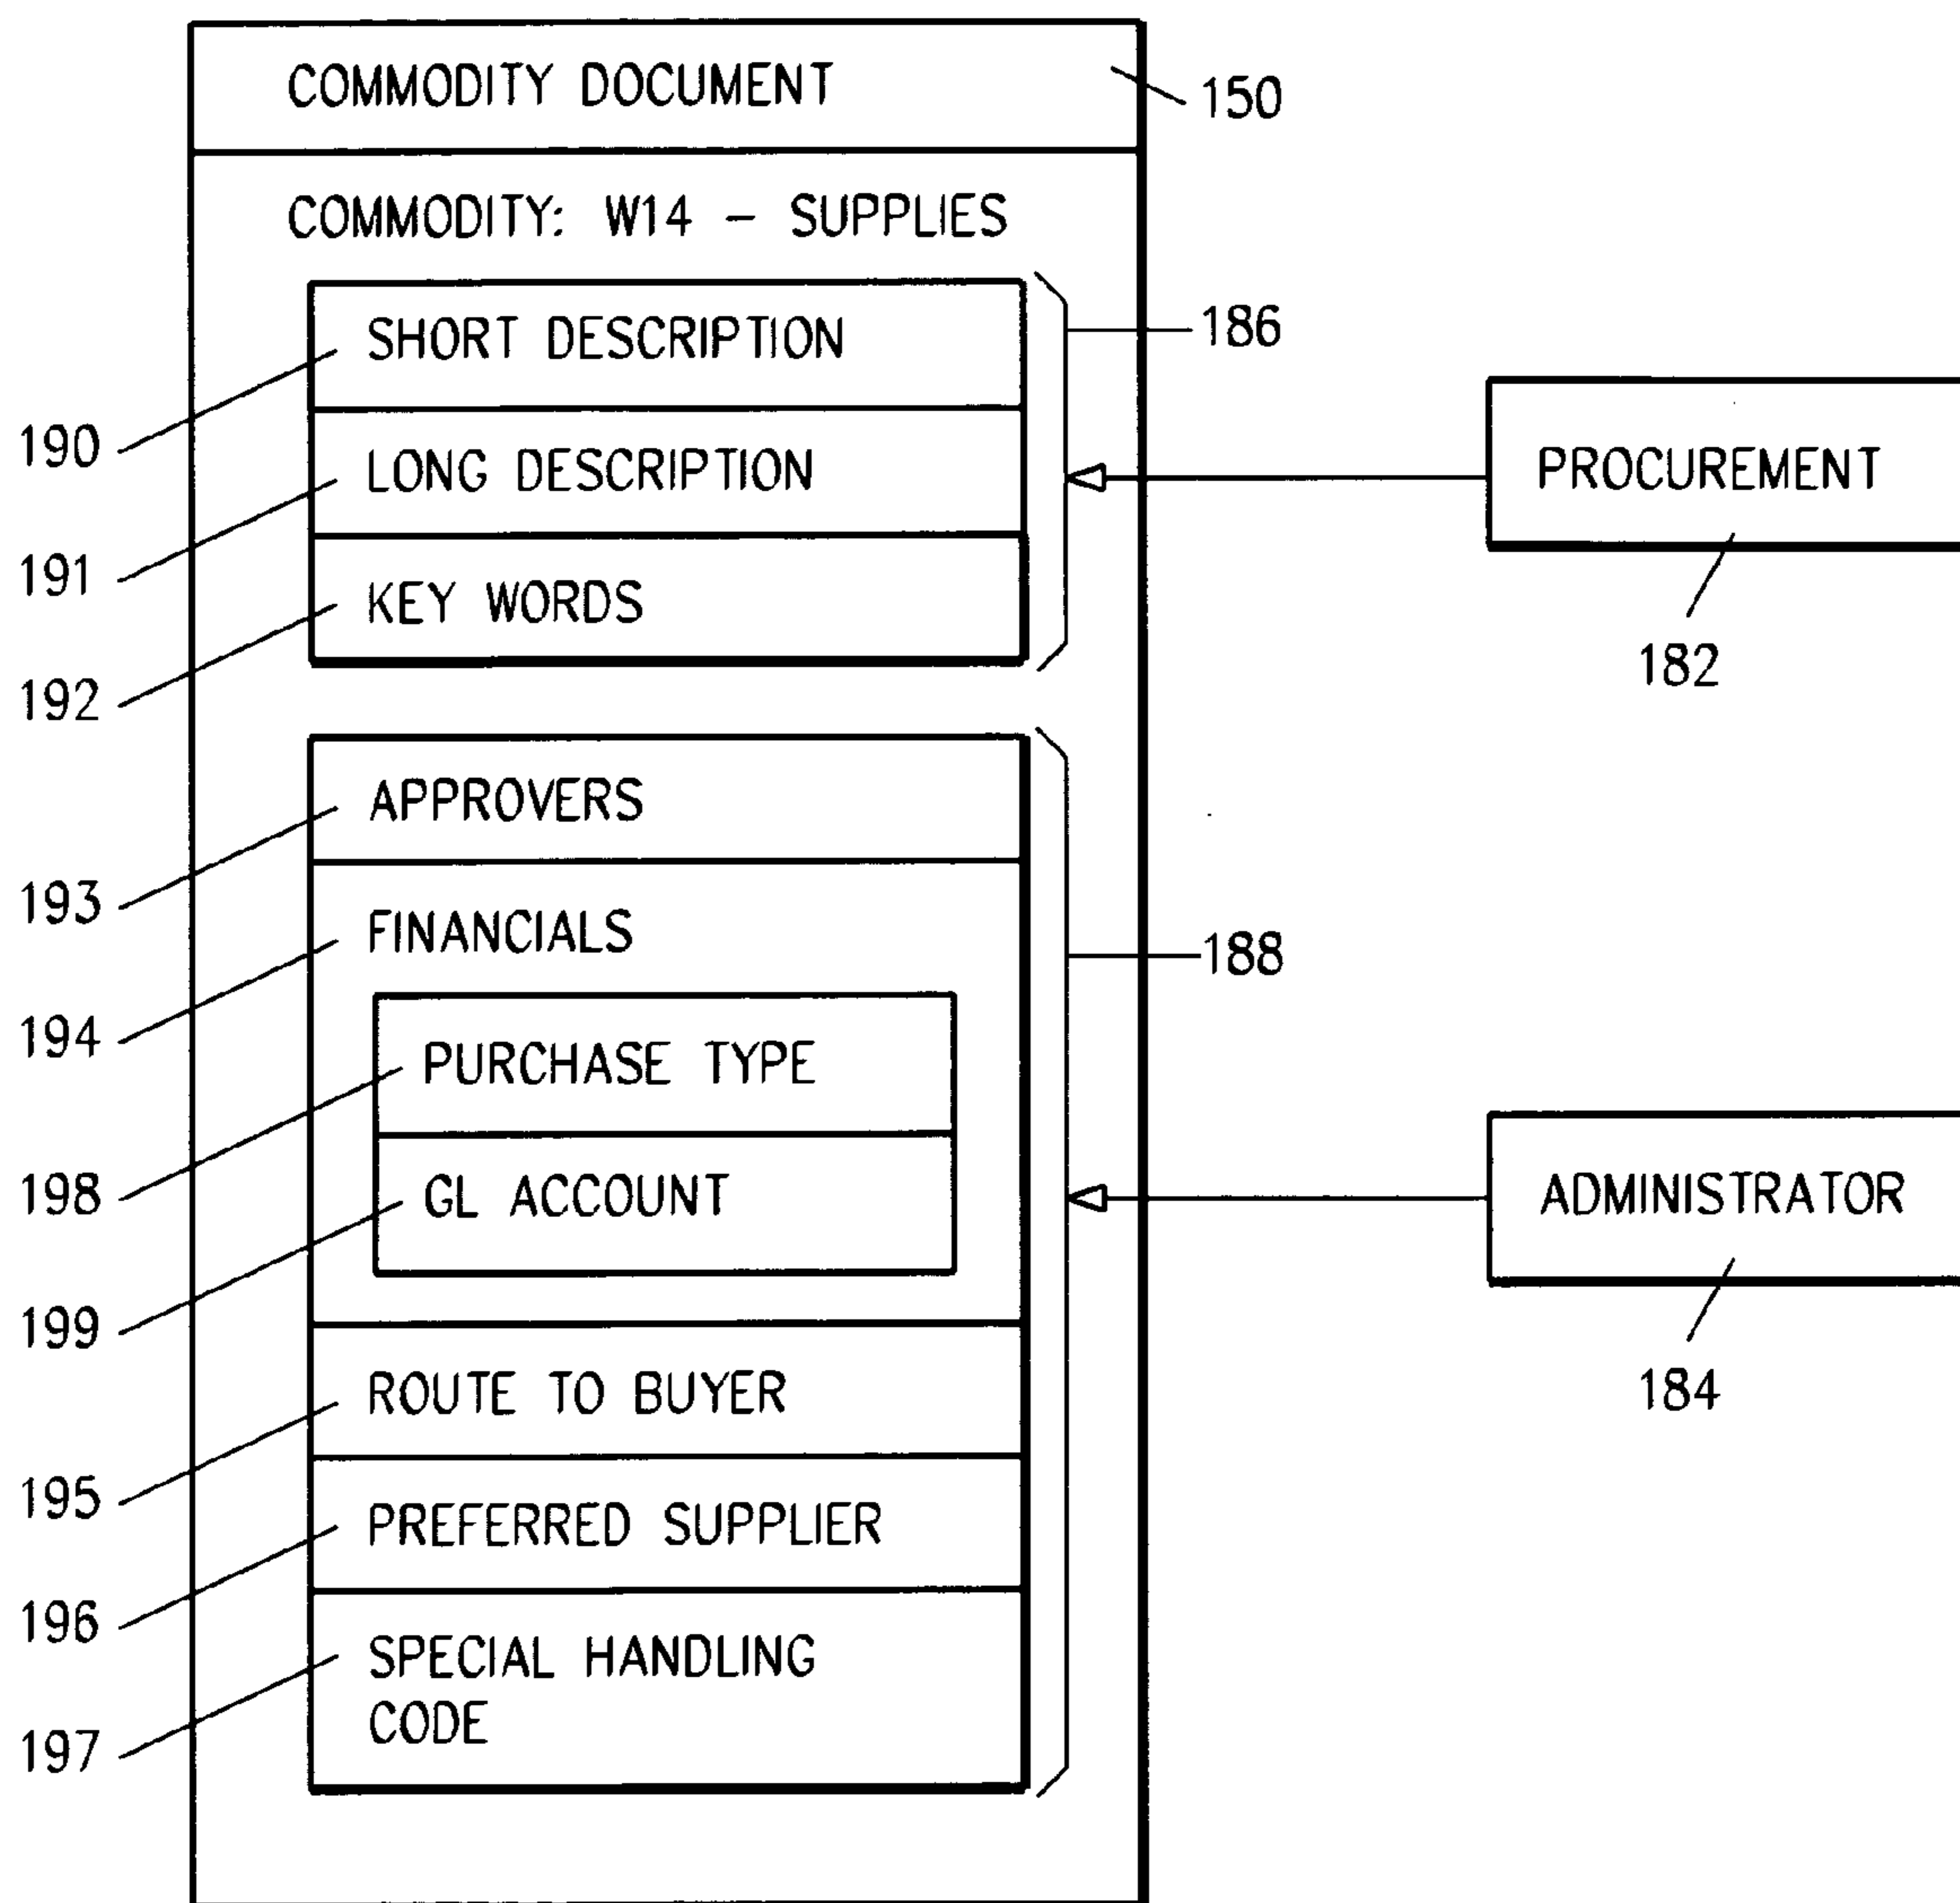 COMMODITY DOCUMENT
150
COMMODITY: W14 – SUPPLIES
SHORT DESCRIPTION
186
190
LONG DESCRIPTION
PROCUREMENT
191
KEY WORDS
182
192
APPROVERS
193
FINANCIALS
188
194
PURCHASE TYPE
198
GL ACCOUNT
ADMINISTRATOR
199
ROUTE TO BUYER
184
195
PREFERRED SUPPLIER
196
SPECIAL HANDLING
CODE
197